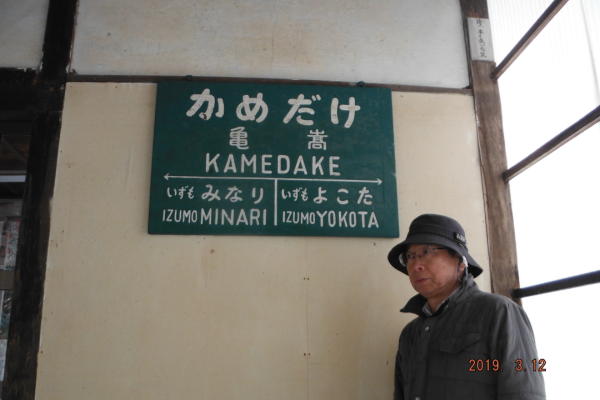 かめだけ
亀嵩
KAMEDAKE
いずもみなり いずもよこた
IZUMO MINARI IZUMO YOKOTA
2019 3.12